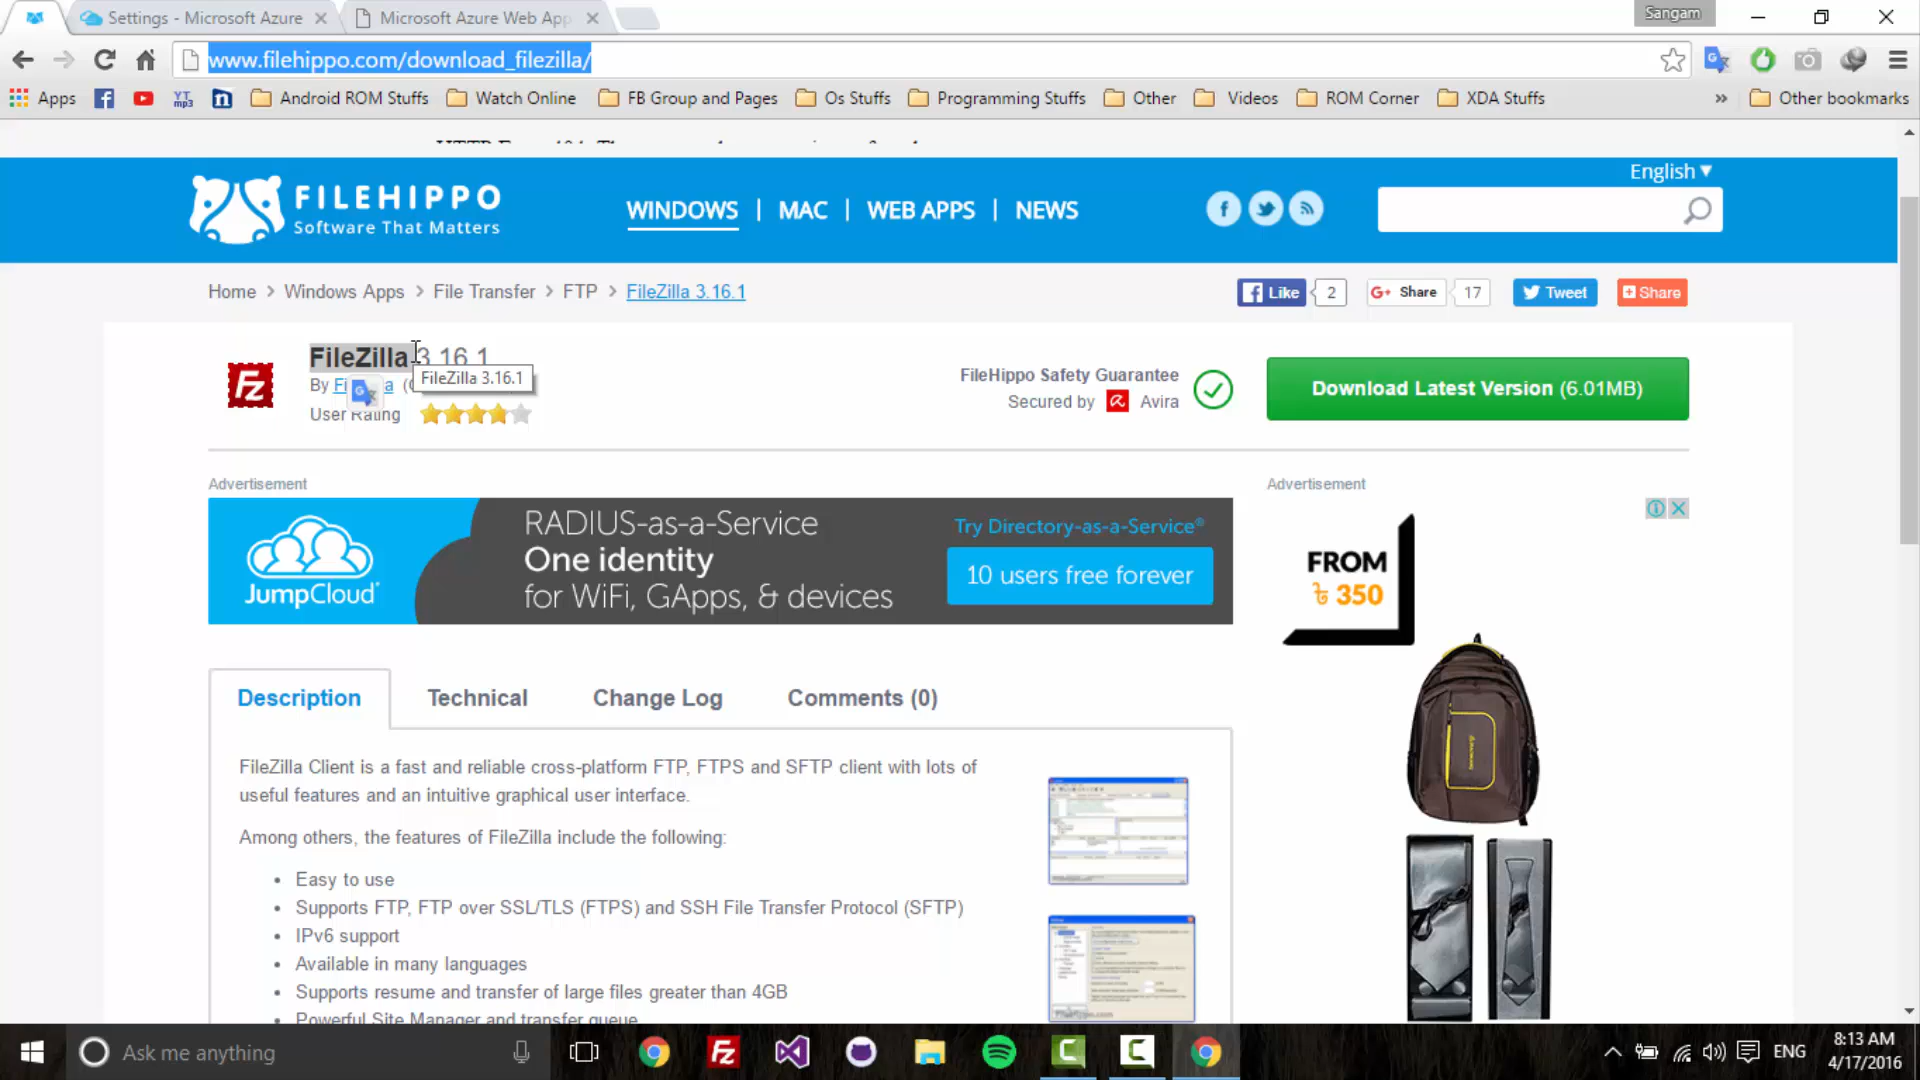 Settings - Microsoft Azure
Microsoft Azure Web App
Sangam
www.filehippo.com/download_filezilla/
Apps
YT
mp3
Android ROM Stuffs
Watch Online
FB Group and Pages
Os Stuffs
Programming Stuffs
Other
Videos
ROM Corner
XDA Stuffs
»
Other bookmarks
English ▾
FILEHIPPO
Software That Matters
WINDOWS | MAC | WEB APPS | NEWS
Home > Windows Apps > File Transfer > FTP > FileZilla 3.16.1
Like 2
G+ Share 17
Tweet
Share
FileZilla 3.16.1
FileZilla 3.16.1
By
User Rating
FileHippo Safety Guarantee
Secured by Avira
Download Latest Version (6.01MB)
Advertisement
Advertisement
JumpCloud®
RADIUS-as-a-Service
One identity
for WiFi, GApps, & devices
Try Directory-as-a-Service®
10 users free forever
FROM
৳ 350
Description
Technical
Change Log
Comments (0)
FileZilla Client is a fast and reliable cross-platform FTP, FTPS and SFTP client with lots of
useful features and an intuitive graphical user interface.
Among others, the features of FileZilla include the following:
• Easy to use
• Supports FTP, FTP over SSL/TLS (FTPS) and SSH File Transfer Protocol (SFTP)
• IPv6 support
• Available in many languages
• Supports resume and transfer of large files greater than 4GB
• Powerful Site Manager and transfer queue
Ask me anything
ENG
8:13 AM
4/17/2016